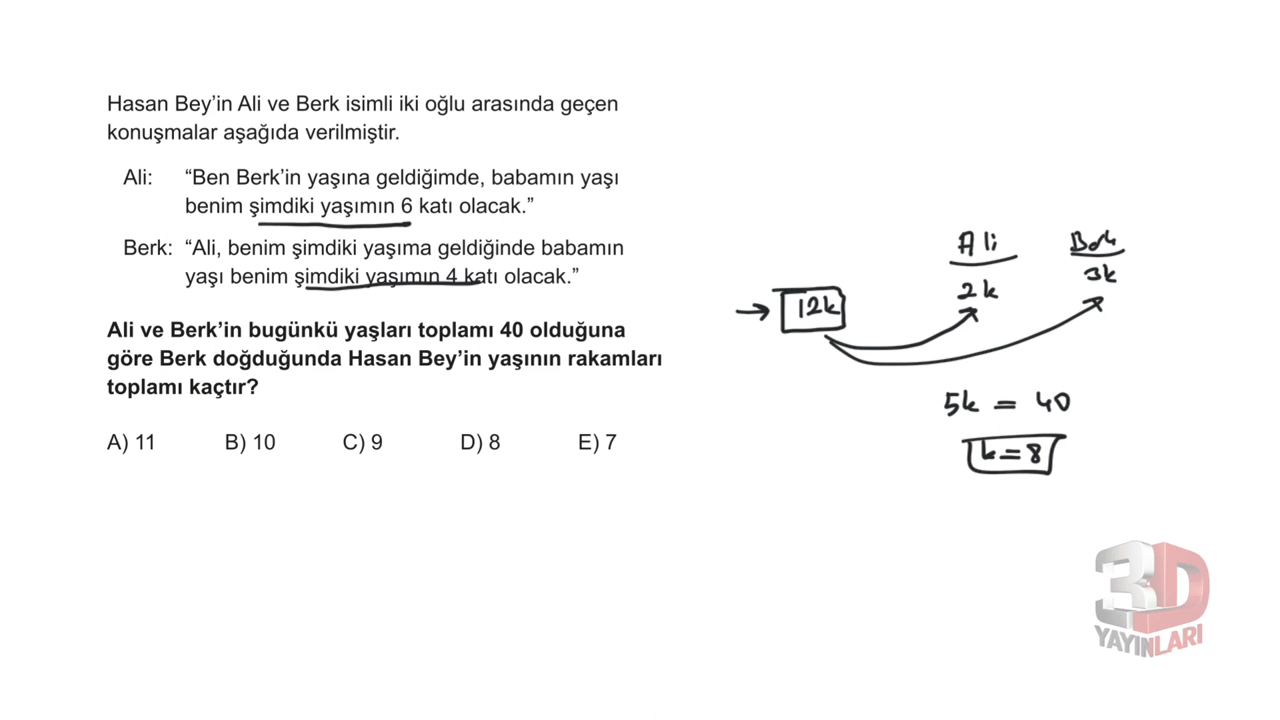 Hasan Bey’in Ali ve Berk isimli iki oğlu arasında geçen
konuşmalar aşağıda verilmiştir.
Ali: “Ben Berk’in yaşına geldiğimde, babamın yaşı
benim şimdiki yaşımın 6 katı olacak.”
Berk: “Ali, benim şimdiki yaşıma geldiğinde babamın
yaşı benim şimdiki yaşımın 4 katı olacak.”
Ali ve Berk’in bugünkü yaşları toplamı 40 olduğuna
göre Berk doğduğunda Hasan Bey’in yaşının rakamları
toplamı kaçtır?
A) 11 B) 10 C) 9 D) 8 E) 7
Ali Berk
2k 3k
→ 12k
5k = 40
k = 8
3D
YAYINLARI